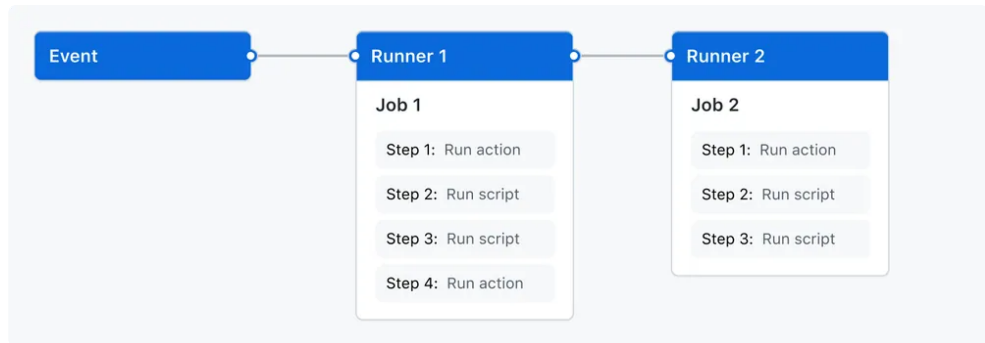 Event
Runner 1
Job 1
Step 1: Run action
Step 2: Run script
Step 3: Run script
Step 4: Run action
Runner 2
Job 2
Step 1: Run action
Step 2: Run script
Step 3: Run script